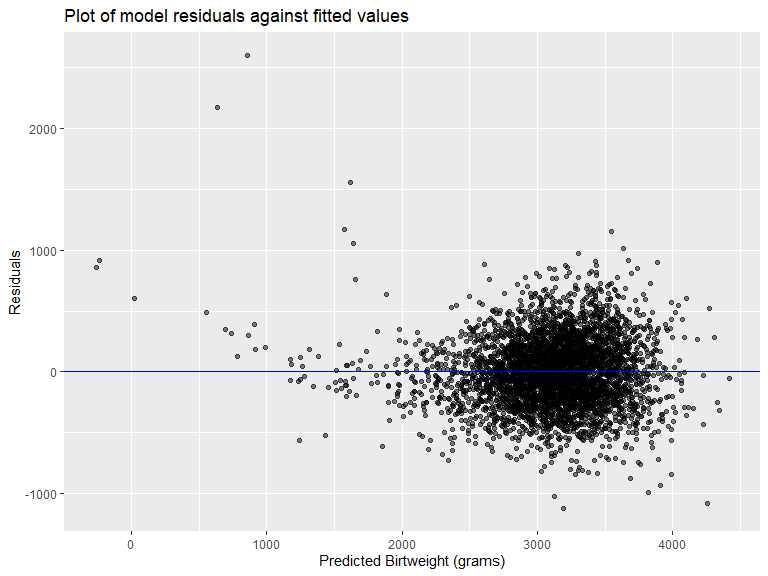 Plot of model residuals against fitted values
Residuals
2000
1000
0
-1000
0 1000 2000 3000 4000
Predicted Birtweight (grams)